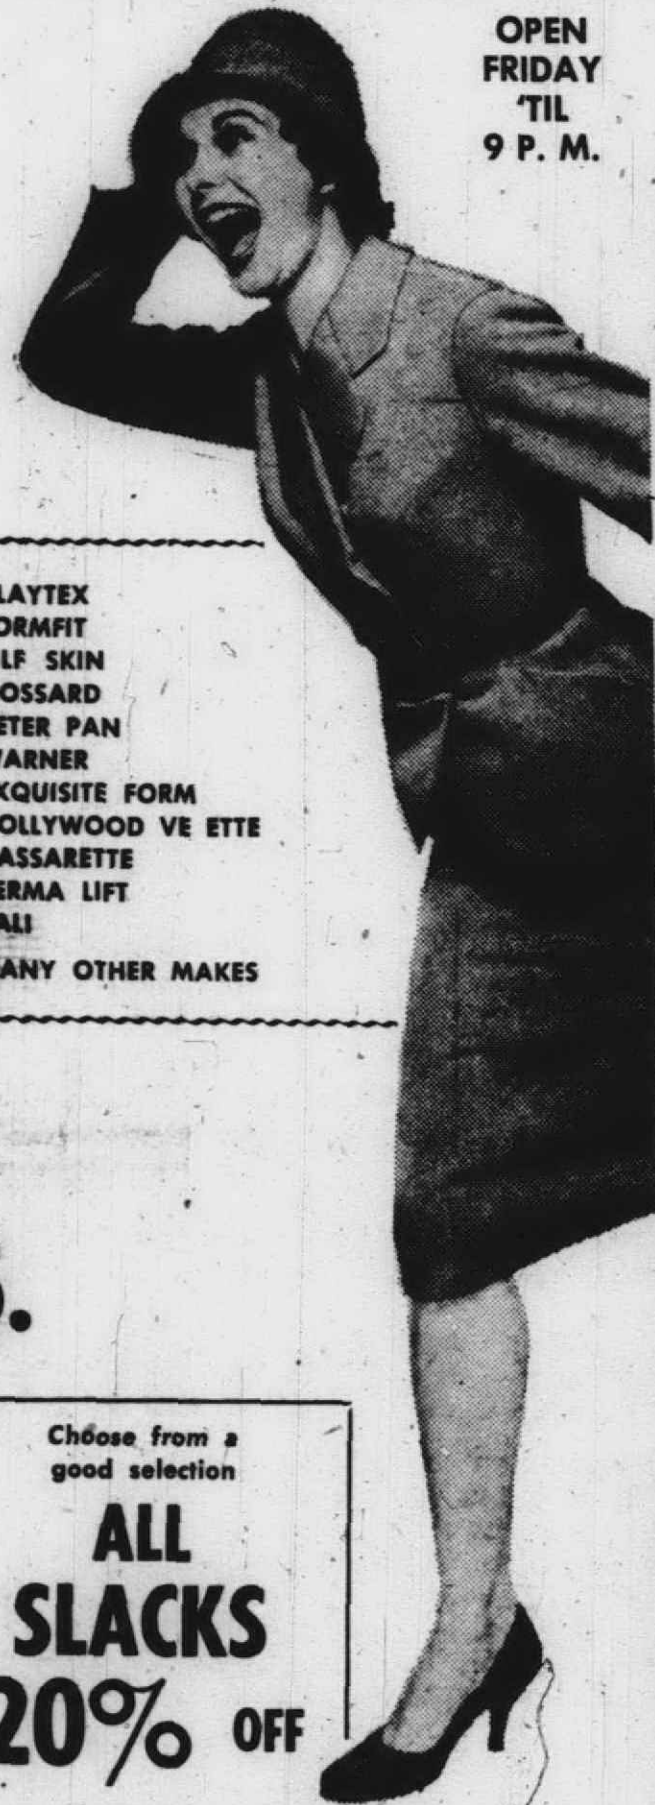 OPEN
FRIDAY
'TIL
9 P. M.
LAYTEX
ORMFIT
LF SKIN
OSSARD
ETER PAN
ARNER
XQUISITE FORM
OLLYWOOD VE ETTE
ASSARETTE
ERMA LIFT
ALI
ANY OTHER MAKES
Choose from a
good selection
ALL
SLACKS
20% OFF